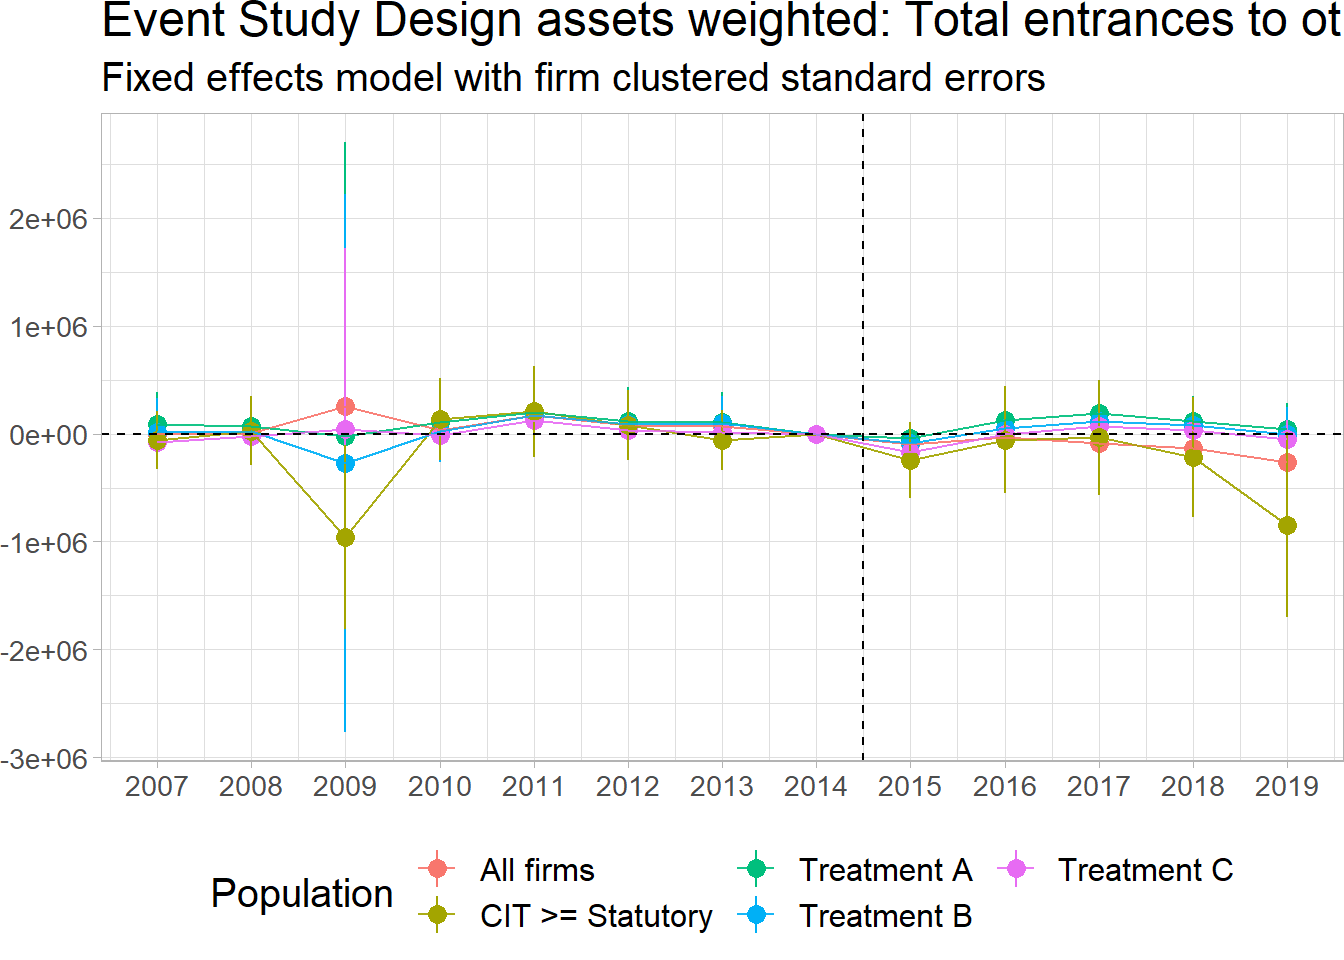 Event Study Design assets weighted: Total entrances to ot
Fixed effects model with firm clustered standard errors
2e+06
1e+06
0e+00
-1e+06
-2e+06
-3e+06
2007 2008 2009 2010 2011 2012 2013 2014 2015 2016 2017 2018 2019
Population
All firms
Treatment A
Treatment C
CIT >= Statutory
Treatment B